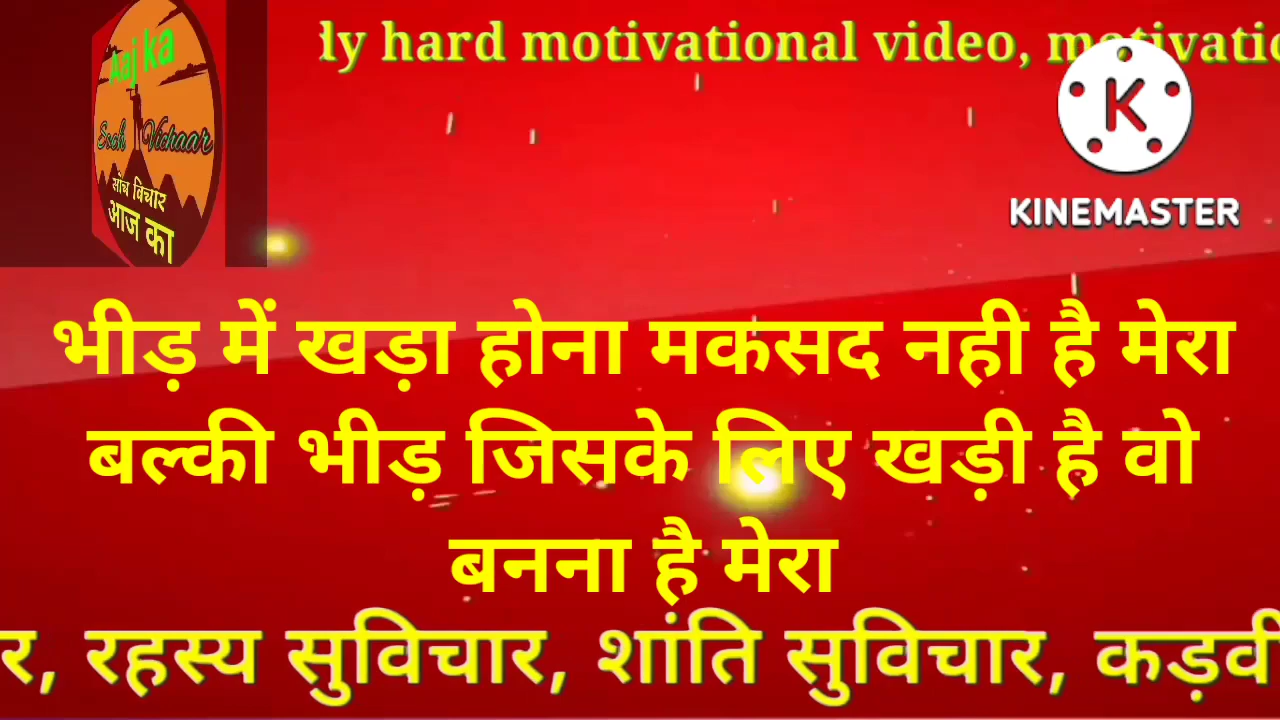 ly hard motivational video, motivatio
Aaj ka
Soch Vichaar
सोच विचार
आज का
K
KINEMASTER
भीड़ में खड़ा होना मकसद नही है मेरा
बल्की भीड़ जिसके लिए खड़ी है वो
बनना है मेरा
र, रहस्य सुविचार, शांति सुविचार, कड़वी